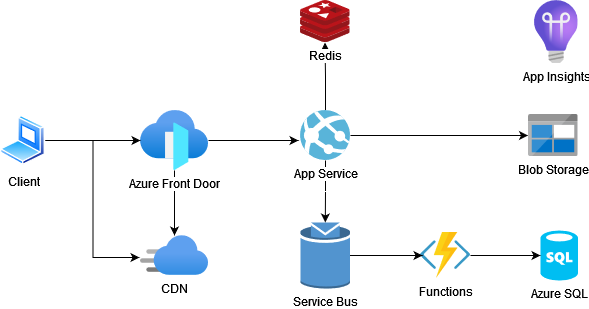 Redis
App Insights
Client
Azure Front Door
App Service
Blob Storage
CDN
Service Bus
Functions
SQL
Azure SQL